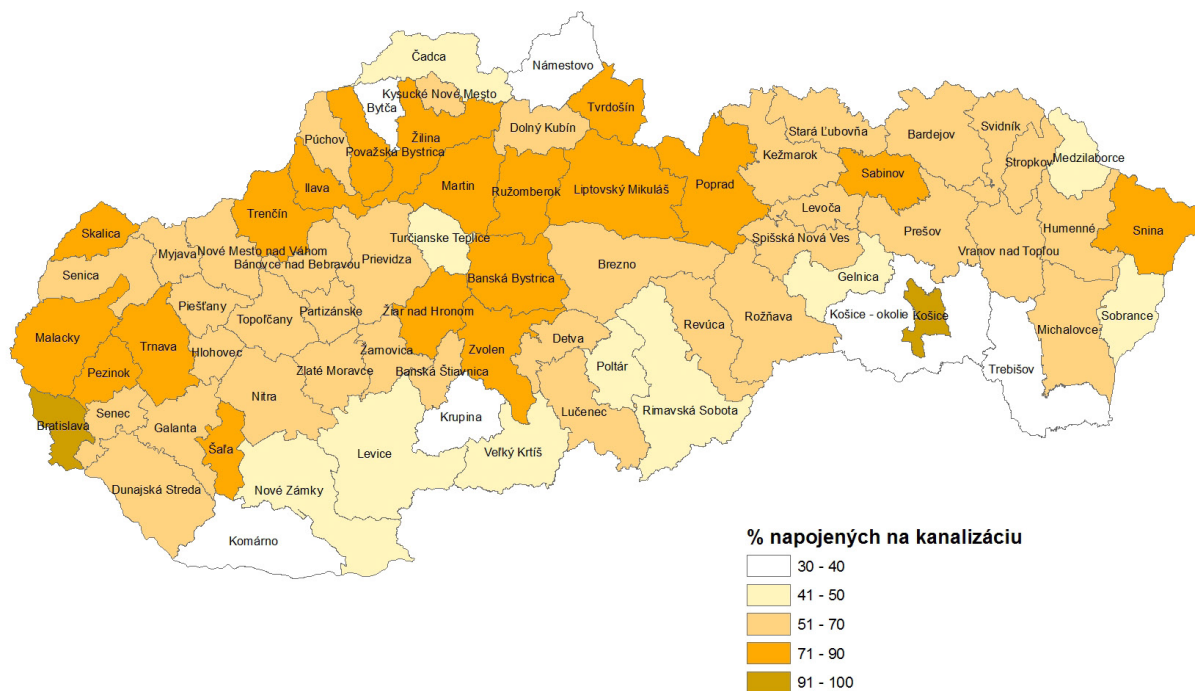 Čadca
Námestovo
Kysucké Nové Mesto
Bytča
Tvrdošín
Dolný Kubín
Stará Ľubovňa
Bardejov
Svidník
Púchov
Žilina
Považská Bystrica
Kežmarok
Stropkov
Medzilaborce
Sabinov
Ilava
Martin
Ružomberok
Liptovský Mikuláš
Poprad
Trenčín
Levoča
Skalica
Turčianske Teplice
Spišská Nová Ves
Prešov
Humenné
Snina
Myjava
Nové Mesto nad Váhom
Prievidza
Vranov nad Topľou
Senica
Bánovce nad Bebravou
Brezno
Banská Bystrica
Gelnica
Piešťany
Partizánske
Žiar nad Hronom
Rožňava
Košice - okolie
Košice
Sobrance
Topoľčany
Malacky
Trnava
Zvolen
Detva
Revúca
Michalovce
Hlohovec
Žarnovica
Poltár
Trebišov
Pezinok
Zlaté Moravce
Banská Štiavnica
Nitra
Rimavská Sobota
Senec
Krupina
Lučenec
Bratislava
Galanta
Šaľa
Levice
Veľký Krtíš
Dunajská Streda
Nové Zámky
Komárno
% napojených na kanalizáciu
30 - 40
41 - 50
51 - 70
71 - 90
91 - 100